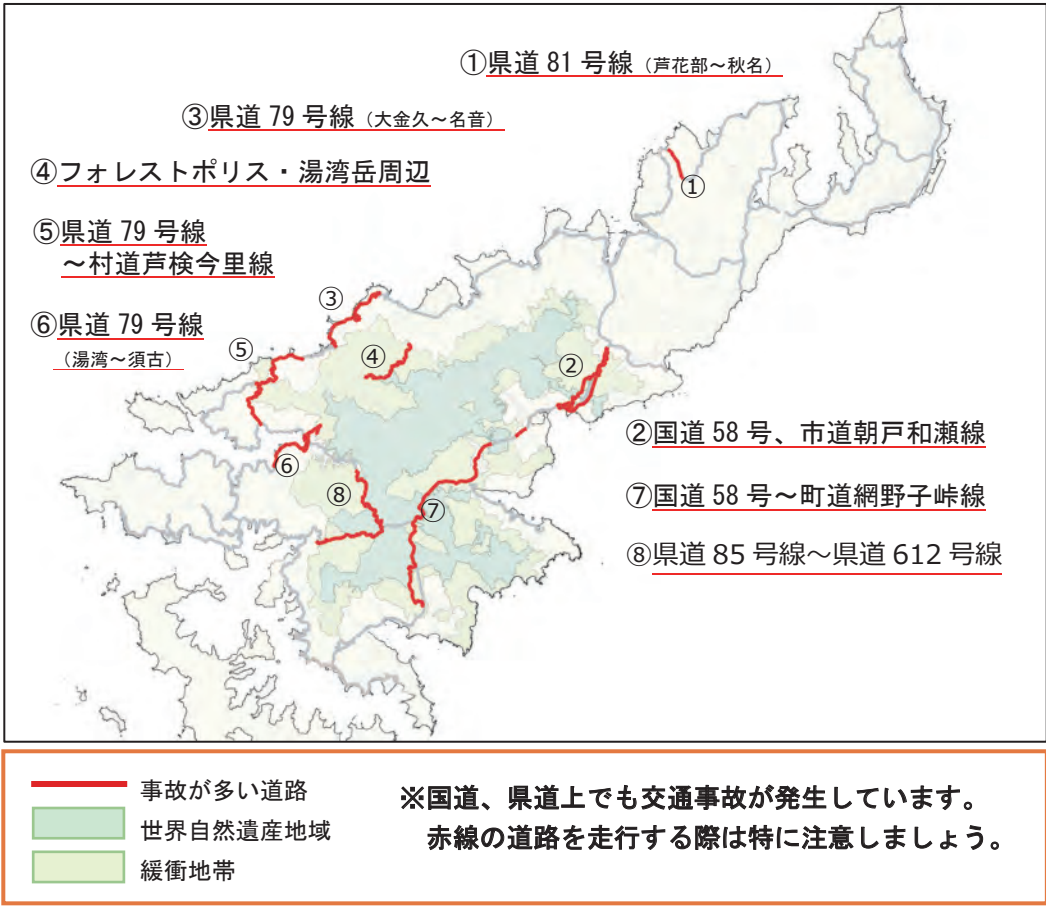 ①県道 81 号線（芦花部～秋名）
③県道 79 号線（大金久～名音）
④フォレストポリス・湯湾岳周辺
⑤県道 79 号線
～村道芦検今里線
⑥県道 79 号線
（湯湾～須古）
①
③
⑤
④
②
⑥
⑧
⑦
②国道 58 号、市道朝戸和瀬線
⑦国道 58 号～町道網野子峠線
⑧県道 85 号線～県道 612 号線
事故が多い道路
世界自然遺産地域
緩衝地帯
※国道、県道上でも交通事故が発生しています。
赤線の道路を走行する際は特に注意しましょう。